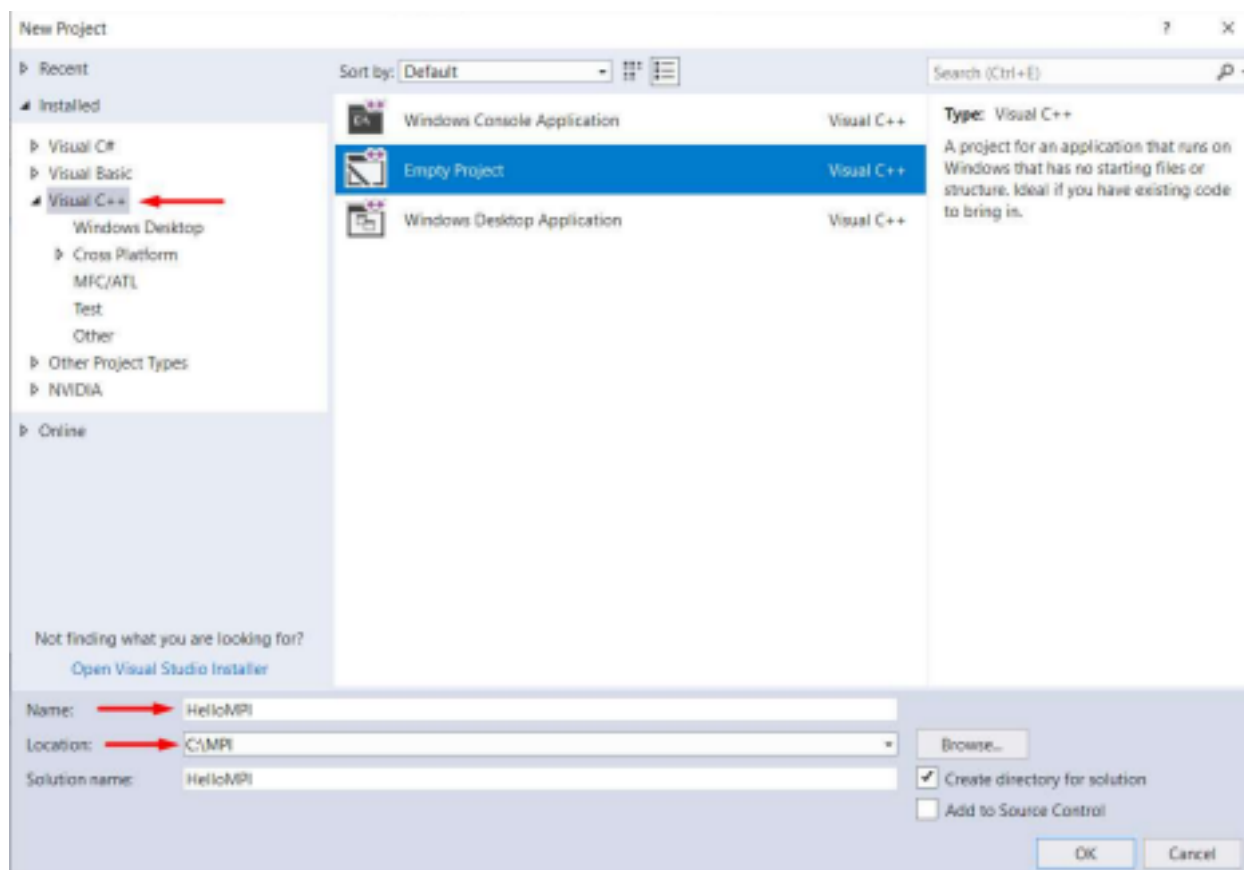 New Project
? ×
Recent
Installed
Visual C#
Visual Basic
Visual C++
Windows Desktop
Cross Platform
MFC/ATL
Test
Other
Other Project Types
NVIDIA
Online
Not finding what you are looking for?
Open Visual Studio Installer
Sort by: Default
Windows Console Application Visual C++
Empty Project Visual C++
Windows Desktop Application Visual C++
Search (Ctrl+E)
Type: Visual C++
A project for an application that runs on
Windows that has no starting files or
structure. Ideal if you have existing code
to bring in.
Name: HelloMPI
Location: C:\MPI
Browse...
Solution name: HelloMPI
Create directory for solution
Add to Source Control
OK Cancel